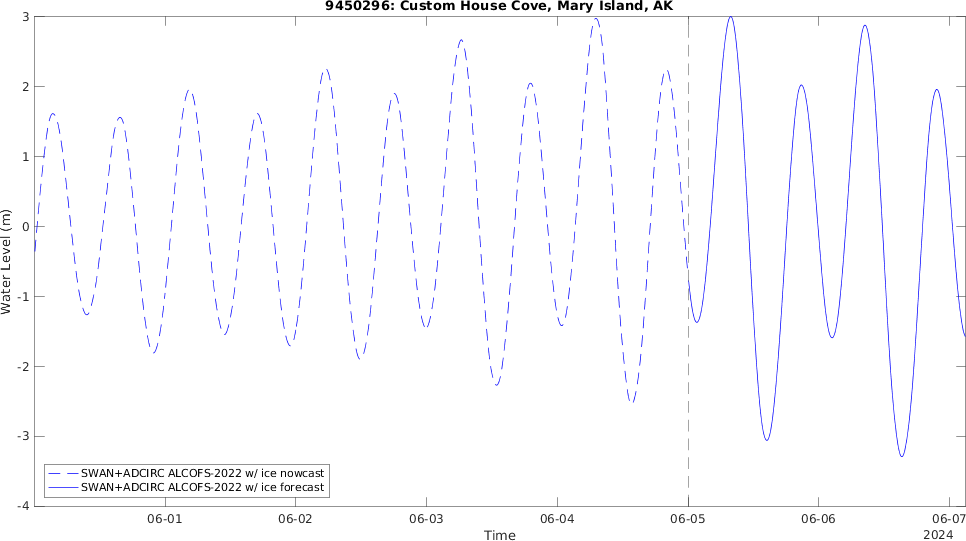 9450296: Custom House Cove, Mary Island, AK
3
2
1
0
-1
-2
-3
-4
Water Level (m)
SWAN+ADCIRC ALCOFS-2022 w/ ice nowcast
SWAN+ADCIRC ALCOFS-2022 w/ ice forecast
06-01 06-02 06-03 06-04 06-05 06-06 06-07
Time
2024